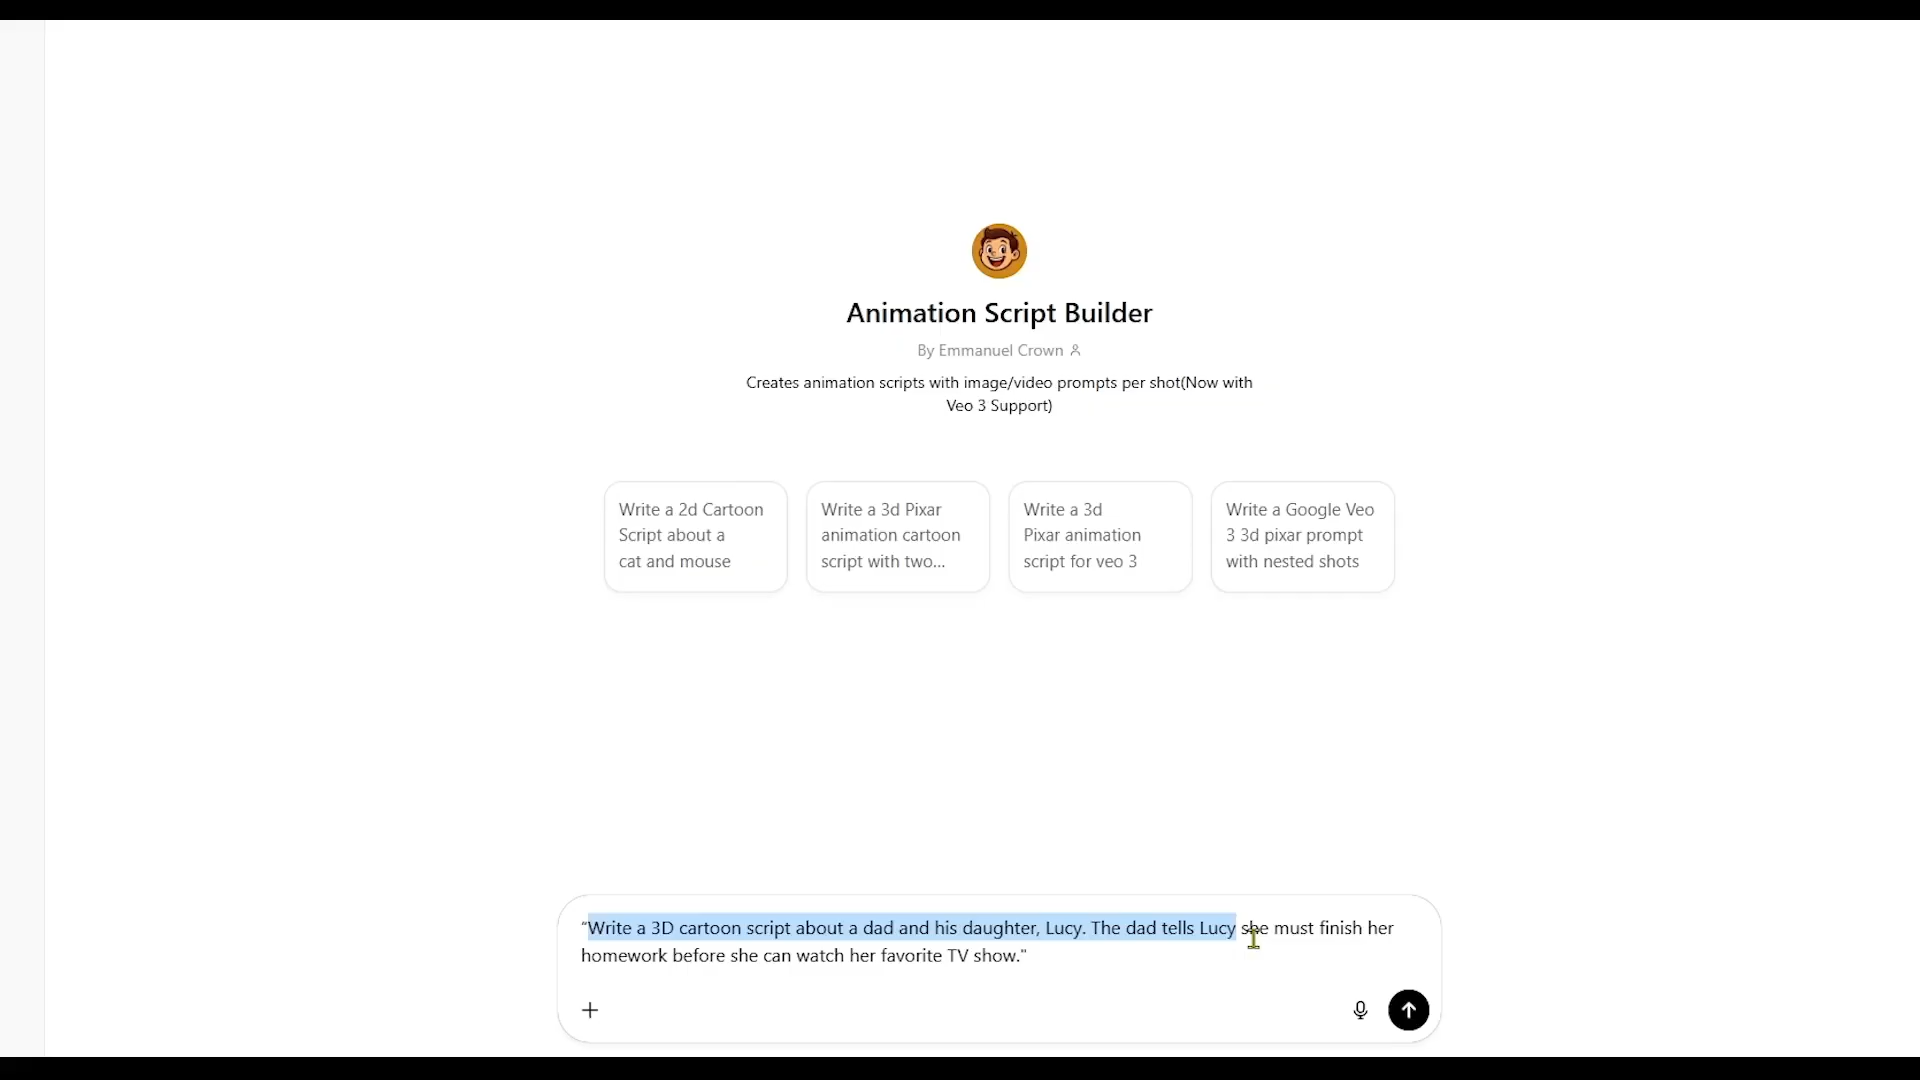 Animation Script Builder
By Emmanuel Crown
Creates animation scripts with image/video prompts per shot(Now with
Veo 3 Support)
Write a 2d Cartoon
Script about a
cat and mouse
Write a 3d Pixar
animation cartoon
script with two...
Write a 3d
Pixar animation
script for veo 3
Write a Google Veo
3 3d pixar prompt
with nested shots
“Write a 3D cartoon script about a dad and his daughter, Lucy. The dad tells Lucy she must finish her
homework before she can watch her favorite TV show.”